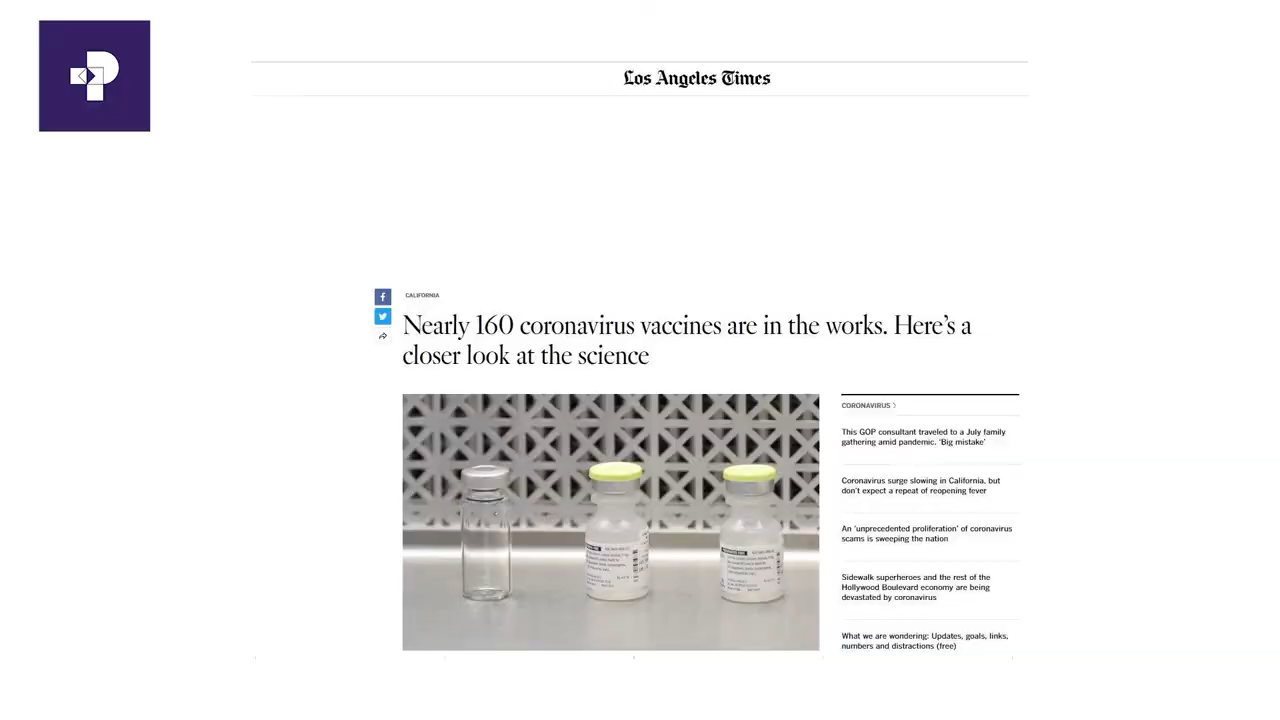 Los Angeles Times
CALIFORNIA
Nearly 160 coronavirus vaccines are in the works. Here’s a
closer look at the science
CORONAVIRUS
This GOP consultant traveled to a July family
gathering amid pandemic. ‘Big mistake’
Coronavirus surge slowing in California, but
don’t expect a repeat of reopening fever
An ‘unprecedented proliferation’ of coronavirus
scams is sweeping the nation
Sidewalk superheroes and the rest of the
Hollywood Boulevard economy are being
devastated by coronavirus
What we are wondering: Updates, goals, links,
numbers and distractions (free)